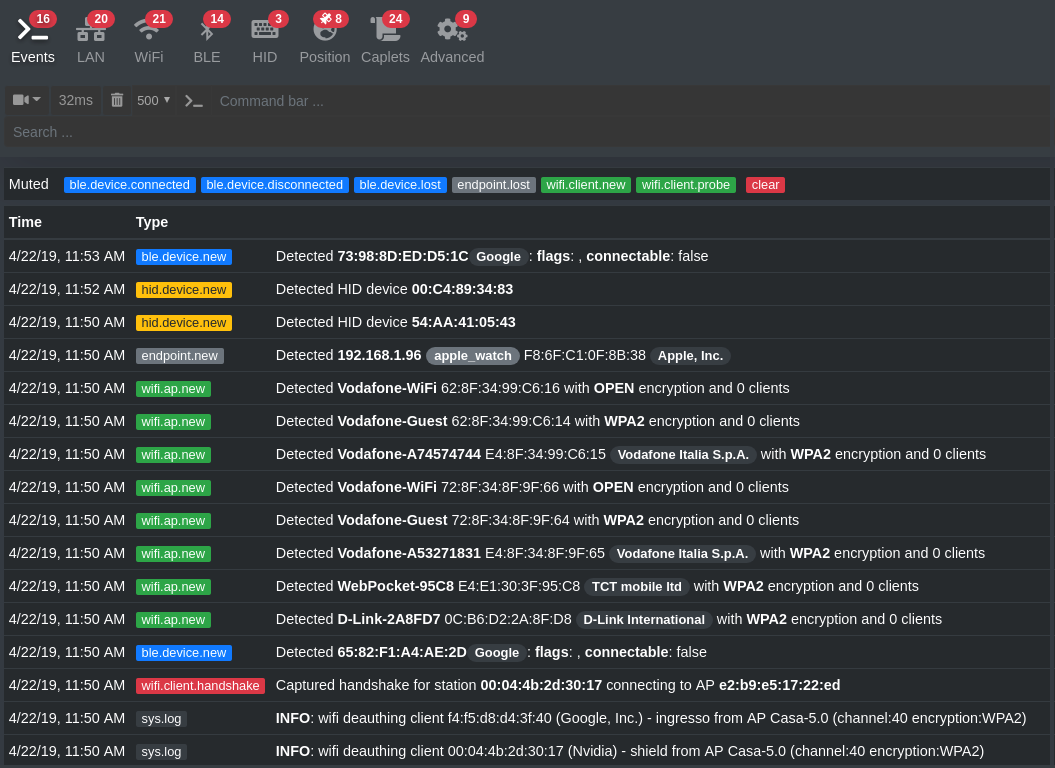 16 20 21 14 3 8 24 9
Events LAN WiFi BLE HID Position Caplets Advanced
32ms 500 Command bar ...
Search ...
Muted ble.device.connected ble.device.disconnected ble.device.lost endpoint.lost wifi.client.new wifi.client.probe clear
Time Type
4/22/19, 11:53 AM ble.device.new Detected 73:98:8D:ED:D5:1C Google : flags: , connectable: false
4/22/19, 11:52 AM hid.device.new Detected HID device 00:C4:89:34:83
4/22/19, 11:50 AM hid.device.new Detected HID device 54:AA:41:05:43
4/22/19, 11:50 AM endpoint.new Detected 192.168.1.96 apple_watch F8:6F:C1:0F:8B:38 Apple, Inc.
4/22/19, 11:50 AM wifi.ap.new Detected Vodafone-WiFi 62:8F:34:99:C6:16 with OPEN encryption and 0 clients
4/22/19, 11:50 AM wifi.ap.new Detected Vodafone-Guest 62:8F:34:99:C6:14 with WPA2 encryption and 0 clients
4/22/19, 11:50 AM wifi.ap.new Detected Vodafone-A74574744 E4:8F:34:99:C6:15 Vodafone Italia S.p.A. with WPA2 encryption and 0 clients
4/22/19, 11:50 AM wifi.ap.new Detected Vodafone-WiFi 72:8F:34:8F:9F:66 with OPEN encryption and 0 clients
4/22/19, 11:50 AM wifi.ap.new Detected Vodafone-Guest 72:8F:34:8F:9F:64 with WPA2 encryption and 0 clients
4/22/19, 11:50 AM wifi.ap.new Detected Vodafone-A53271831 E4:8F:34:8F:9F:65 Vodafone Italia S.p.A. with WPA2 encryption and 0 clients
4/22/19, 11:50 AM wifi.ap.new Detected WebPocket-95C8 E4:E1:30:3F:95:C8 TCT mobile ltd with WPA2 encryption and 0 clients
4/22/19, 11:50 AM wifi.ap.new Detected D-Link-2A8FD7 0C:B6:D2:2A:8F:D8 D-Link International with WPA2 encryption and 0 clients
4/22/19, 11:50 AM ble.device.new Detected 65:82:F1:A4:AE:2D Google : flags: , connectable: false
4/22/19, 11:50 AM wifi.client.handshake Captured handshake for station 00:04:4b:2d:30:17 connecting to AP e2:b9:e5:17:22:ed
4/22/19, 11:50 AM sys.log INFO: wifi deauthing client f4:f5:d8:d4:3f:40 (Google, Inc.) - ingresso from AP Casa-5.0 (channel:40 encryption:WPA2)
4/22/19, 11:50 AM sys.log INFO: wifi deauthing client 00:04:4b:2d:30:17 (Nvidia) - shield from AP Casa-5.0 (channel:40 encryption:WPA2)